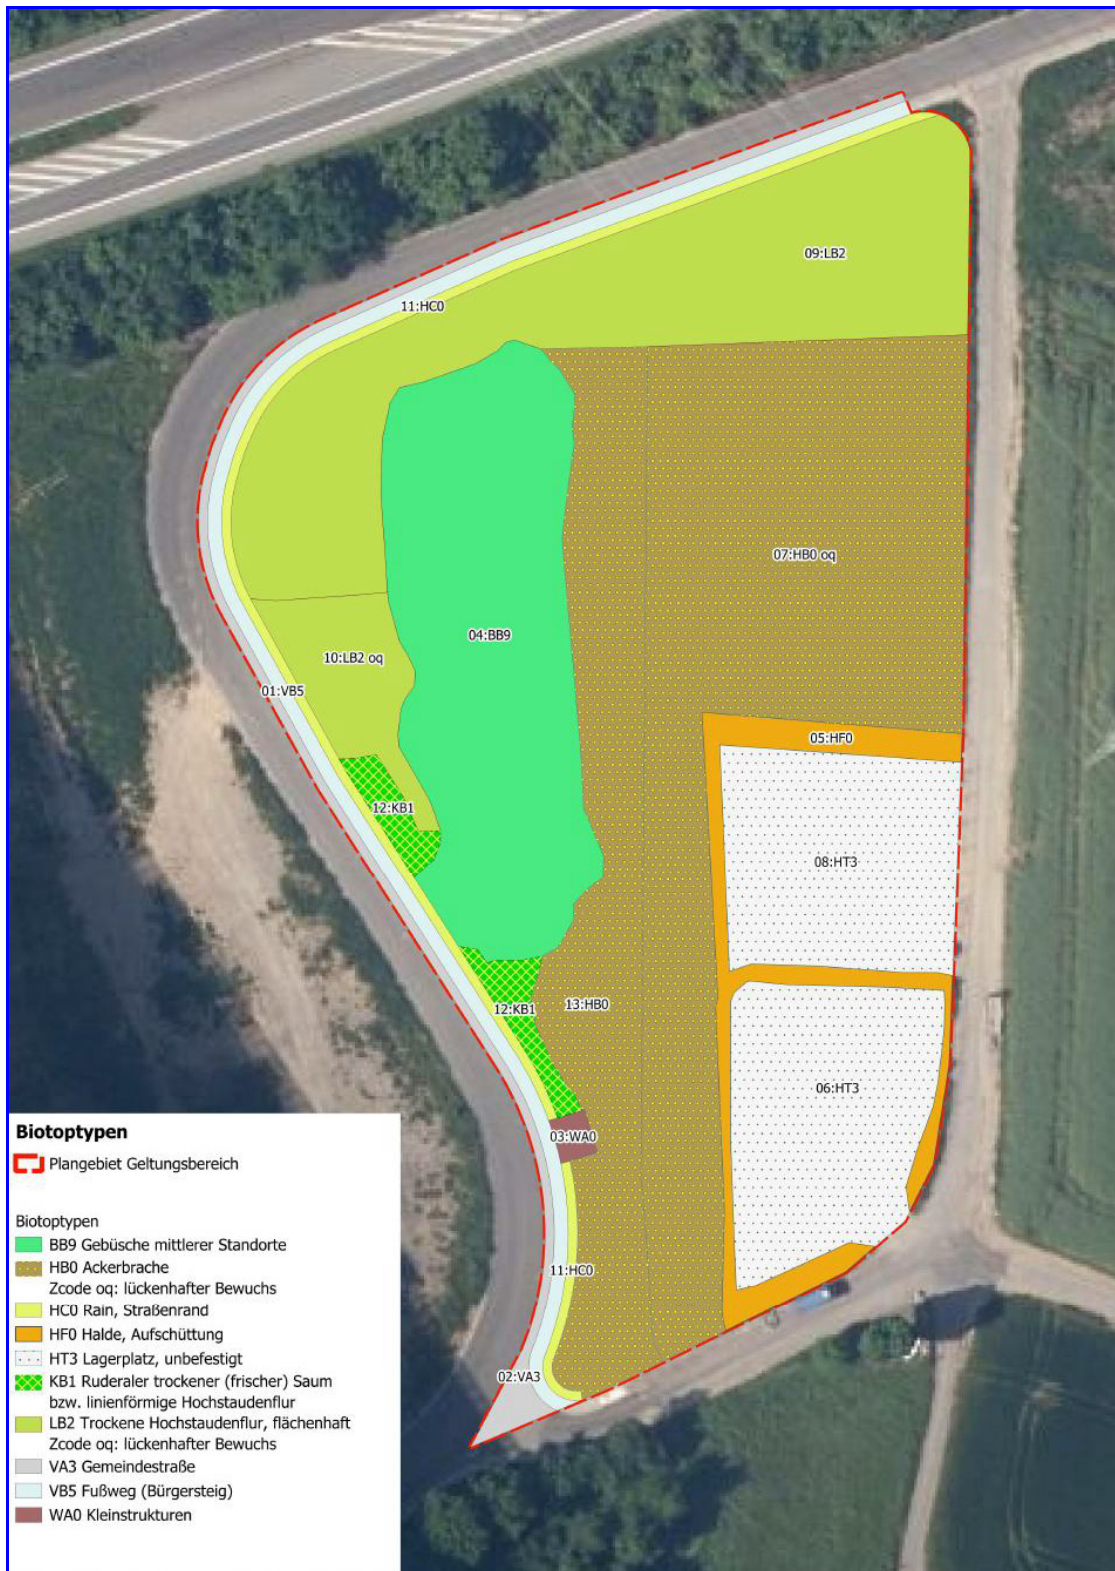 09:LB2
11:HC0
07:HB0 oq
04:BB9
10:LB2 oq
01:VB5
05:HF0
12:KB1
08:HT3
13:HB0
12:KB1
06:HT3
03:WA0
11:HC0
02:VA3
Biotoptypen
Plangebiet Geltungsbereich
Biotoptypen
BB9 Gebüsche mittlerer Standorte
HB0 Ackerbrache
Zcode oq: lückenhafter Bewuchs
HC0 Rain, Straßenrand
HF0 Halde, Aufschüttung
HT3 Lagerplatz, unbefestigt
KB1 Ruderaler trockener (frischer) Saum
bzw. linienförmige Hochstaudenflur
LB2 Trockene Hochstaudenflur, flächenhaft
Zcode oq: lückenhafter Bewuchs
VA3 Gemeindestraße
VB5 Fußweg (Bürgersteig)
WA0 Kleinstrukturen